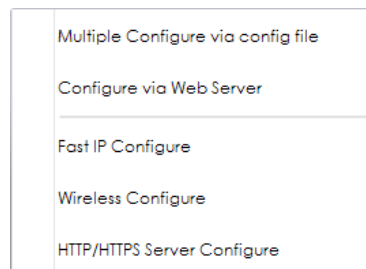 Multiple Configure via config file
Configure via Web Server
Fast IP Configure
Wireless Configure
HTTP/HTTPS Server Configure